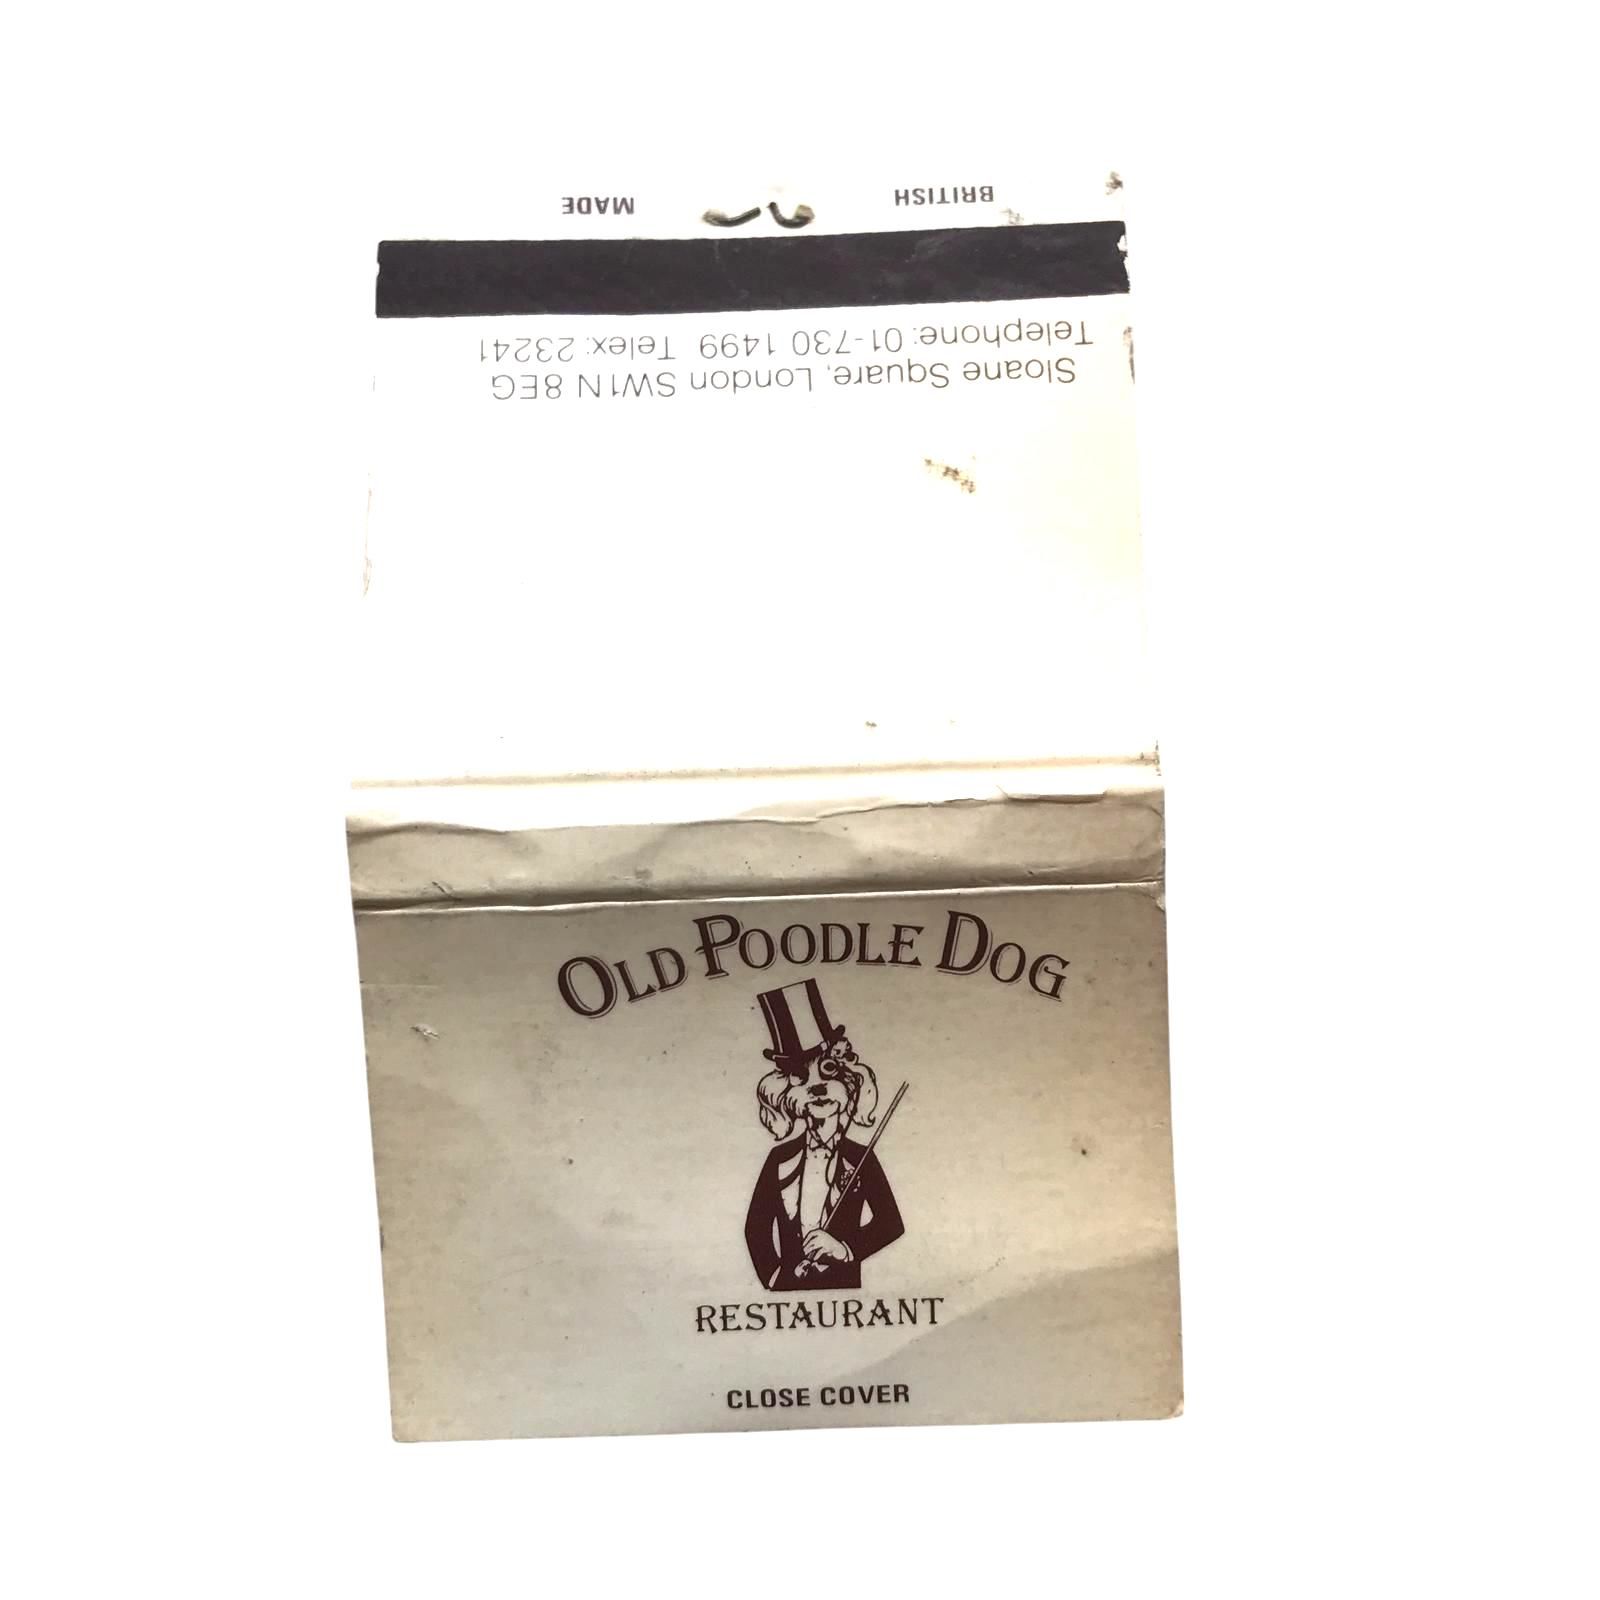 OLD POODLE DOG
RESTAURANT
CLOSE COVER
Sloane Square, London SW1N 8EG
Telephone: 01-730 1499 Telex: 23241
BRITISH MADE